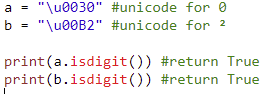 a = "\u0030" #unicode for 0
b = "\u00B2" #unicode for ²
print(a.isdigit()) #return True
print(b.isdigit()) #return True